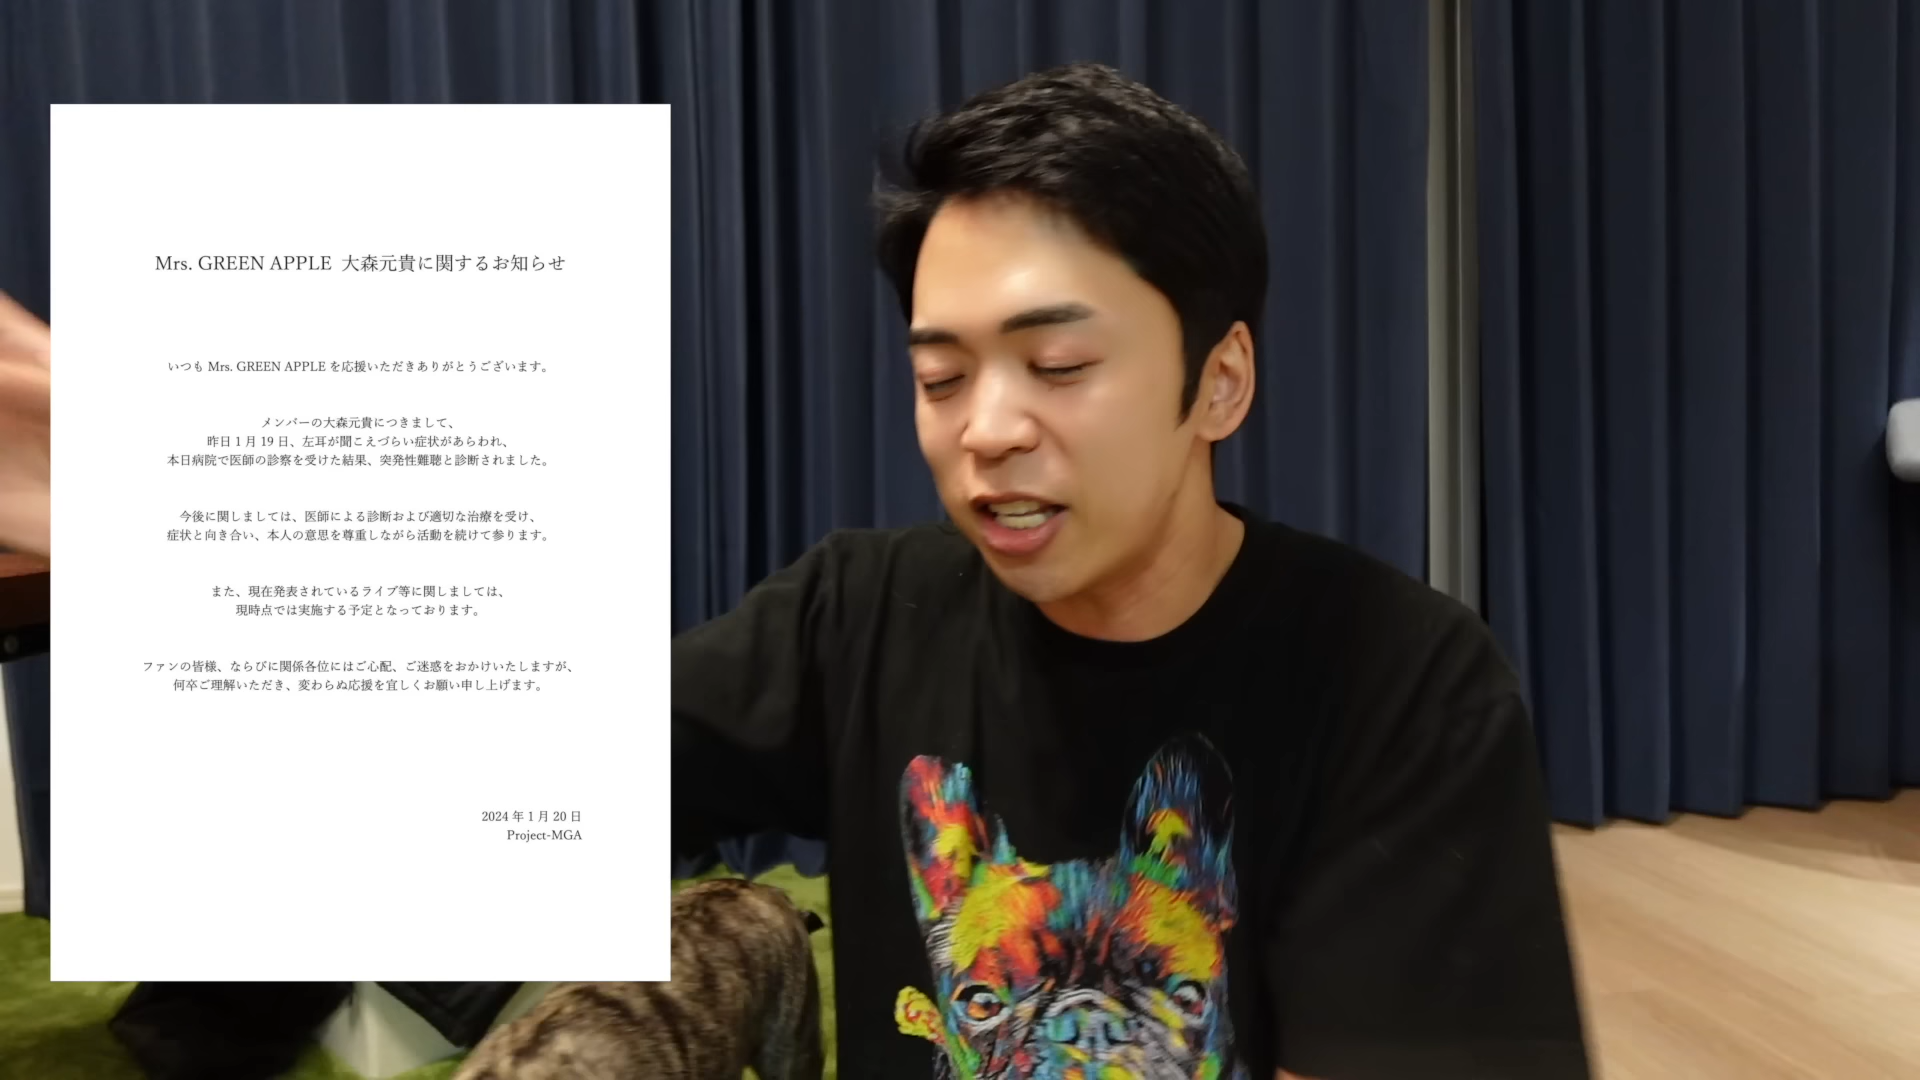 Mrs. GREEN APPLE 大森元貴に関するお知らせ
いつも Mrs. GREEN APPLE を応援いただきありがとうございます。
メンバーの大森元貴につきまして、
昨日 1 月 19 日、左耳が聞こえづらい症状があらわれ、
本日病院で医師の診察を受けた結果、突発性難聴と診断されました。
今後に関しましては、医師による診断および適切な治療を受け、
症状と向き合い、本人の意思を尊重しながら活動を続けて参ります。
また、現在発表されているライブ等に関しましては、
現時点では実施する予定となっております。
ファンの皆様、ならびに関係各位にはご心配、ご迷惑をおかけいたしますが、
何卒ご理解いただき、変わらぬ応援を宜しくお願い申し上げます。
2024 年 1 月 20 日
Project-MGA